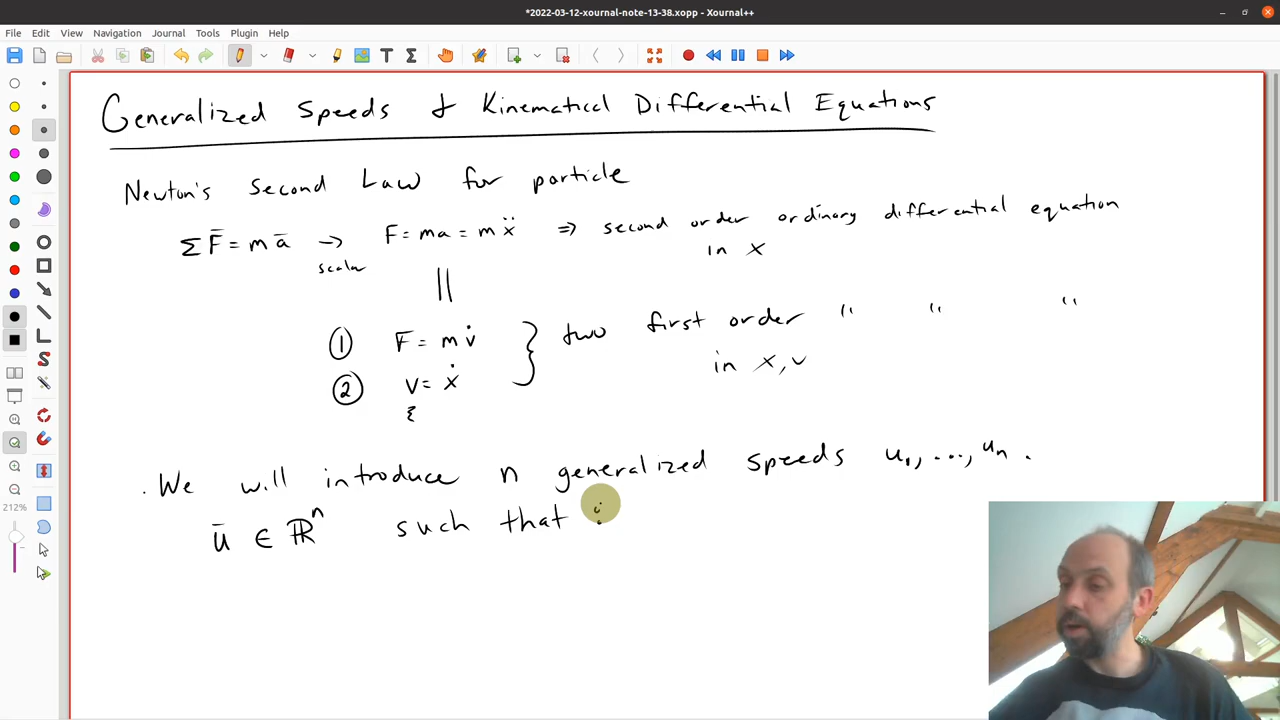 *2022-03-12-xournal-note-13-38.xopp - Xournal++
File Edit View Navigation Journal Tools Plugin Help
Generalized Speeds & Kinematical Differential Equations
Newton's Second Law for particle
ΣF̄ = mā → scalar F = ma = mẍ ⇒ second order ordinary differential equation
in x
||
① F = mv̇ } two first order " " "
② v = ẋ in x, v
. We will introduce n generalized speeds u₁, ..., uₙ.
ū ∈ ℝⁿ such that
212%